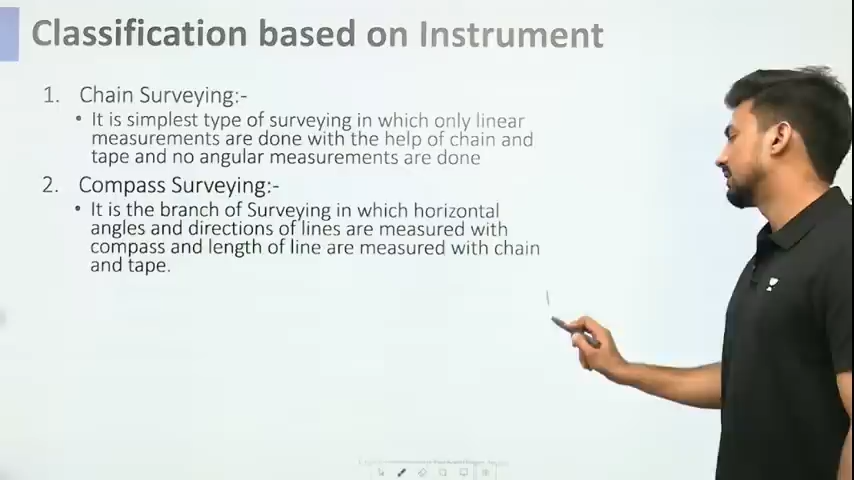 Classification based on Instrument
1. Chain Surveying:-
• It is simplest type of surveying in which only linear
measurements are done with the help of chain and
tape and no angular measurements are done
2. Compass Surveying:-
• It is the branch of Surveying in which horizontal
angles and directions of lines are measured with
compass and length of line are measured with chain
and tape.